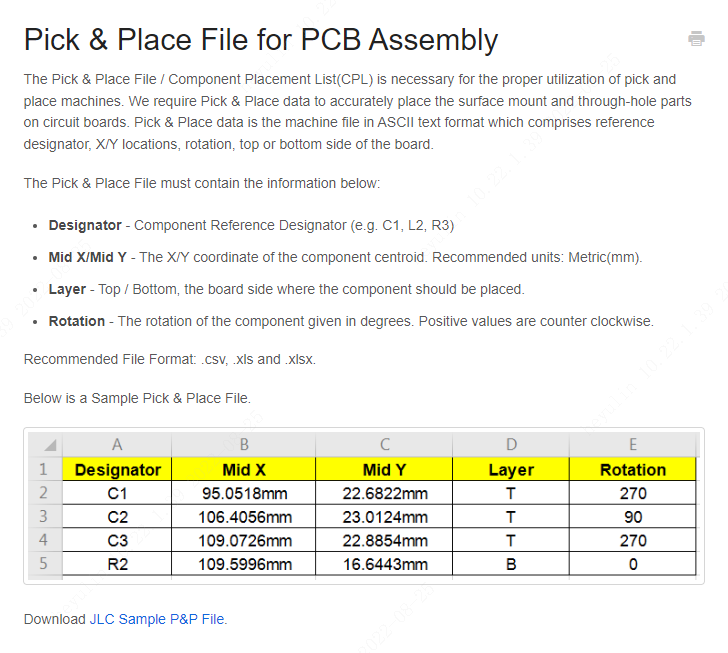 Pick & Place File for PCB Assembly
The Pick & Place File / Component Placement List(CPL) is necessary for the proper utilization of pick and
place machines. We require Pick & Place data to accurately place the surface mount and through-hole parts
on circuit boards. Pick & Place data is the machine file in ASCII text format which comprises reference
designator, X/Y locations, rotation, top or bottom side of the board.
The Pick & Place File must contain the information below:
• Designator - Component Reference Designator (e.g. C1, L2, R3)
• Mid X/Mid Y - The X/Y coordinate of the component centroid. Recommended units: Metric(mm).
• Layer - Top / Bottom, the board side where the component should be placed.
• Rotation - The rotation of the component given in degrees. Positive values are counter clockwise.
Recommended File Format: .csv, .xls and .xlsx.
Below is a Sample Pick & Place File.
A B C D E
1 Designator Mid X Mid Y Layer Rotation
2 C1 95.0518mm 22.6822mm T 270
3 C2 106.4056mm 23.0124mm T 90
4 C3 109.0726mm 22.8854mm T 270
5 R2 109.5996mm 16.6443mm B 0
Download JLC Sample P&P File.